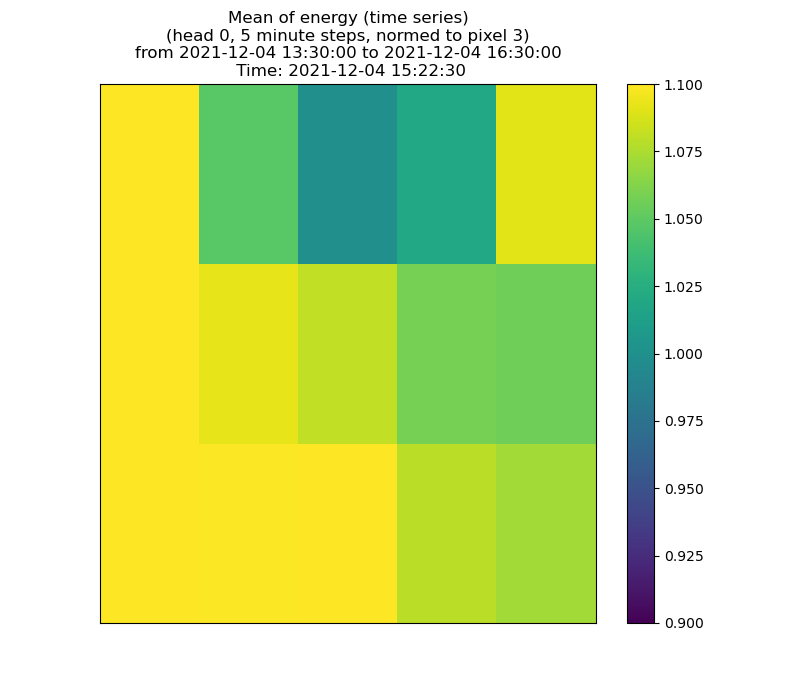 Mean of energy (time series)
(head 0, 5 minute steps, normed to pixel 3)
from 2021-12-04 13:30:00 to 2021-12-04 16:30:00
Time: 2021-12-04 15:22:30
1.100
1.075
1.050
1.025
1.000
0.975
0.950
0.925
0.900